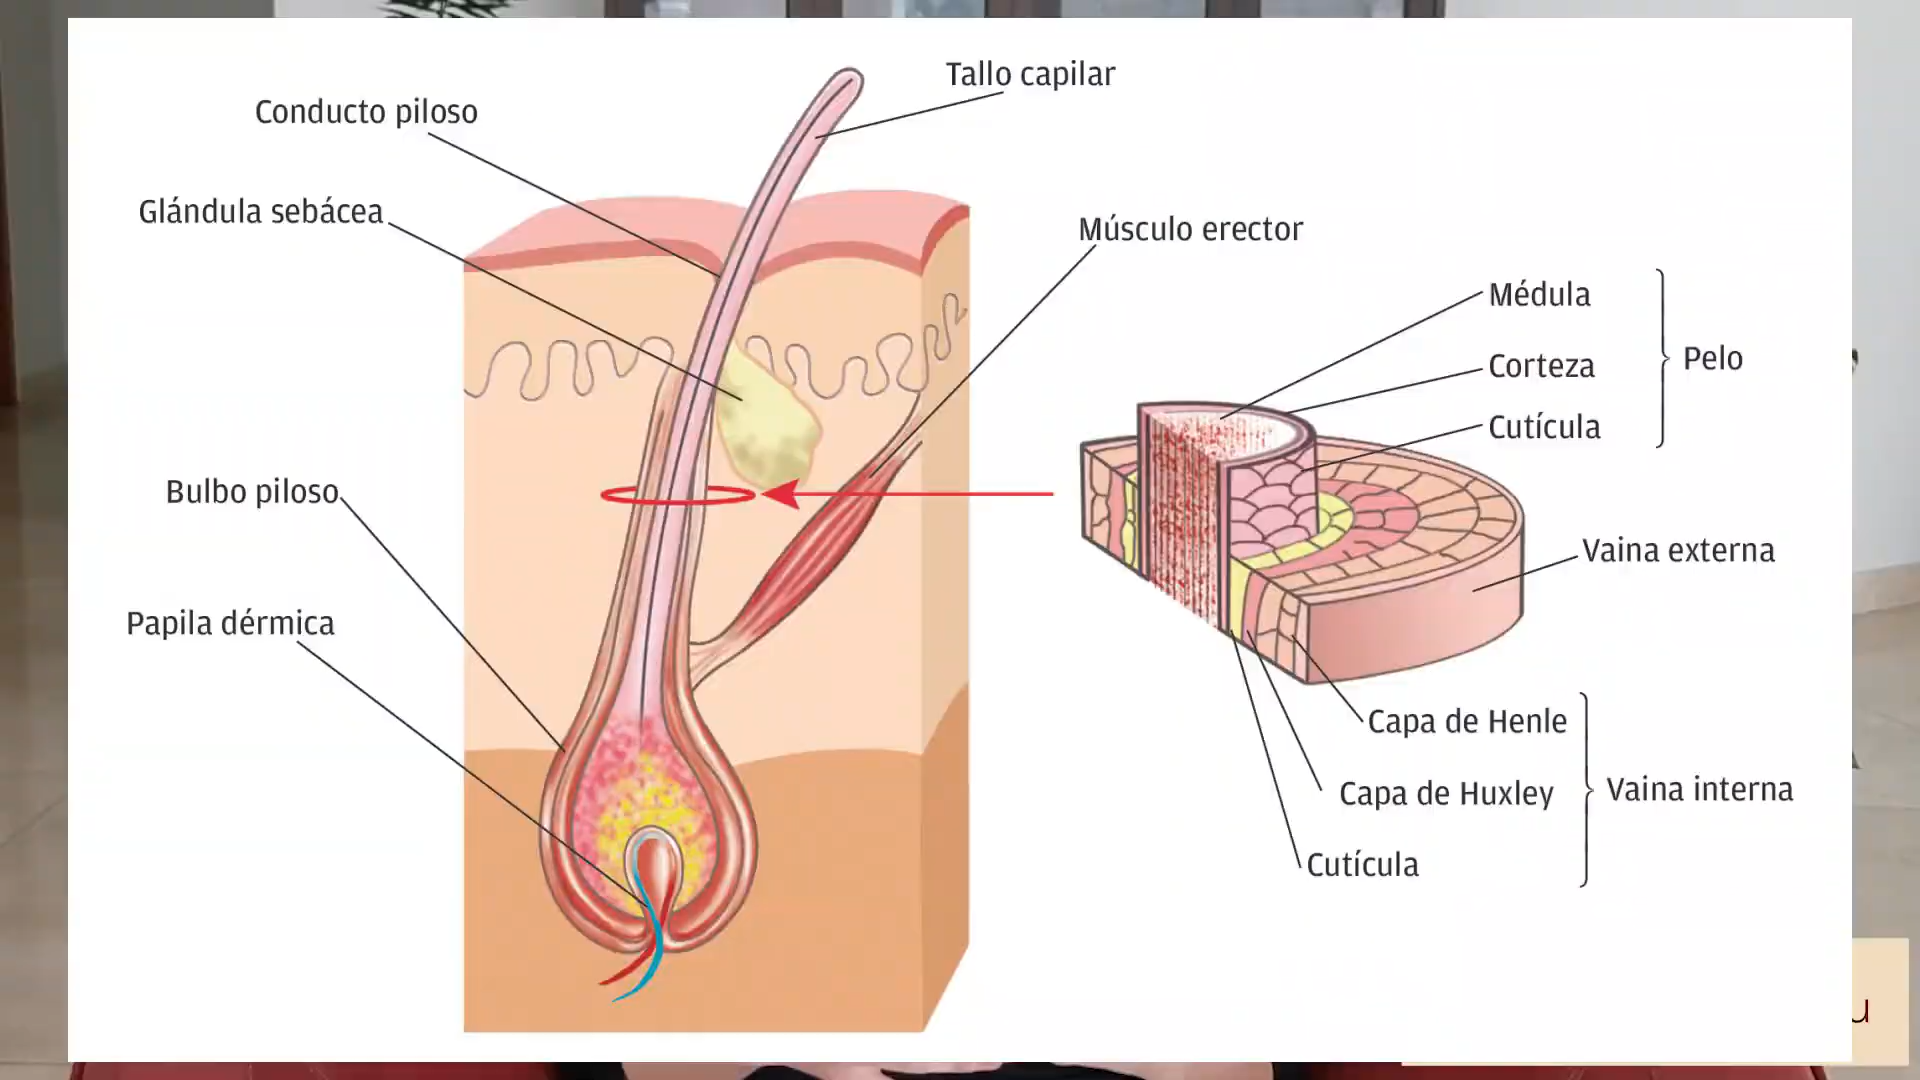 Tallo capilar
Conducto piloso
Glándula sebácea
Músculo erector
Médula
Corteza
Pelo
Cutícula
Bulbo piloso
Vaina externa
Papila dérmica
Capa de Henle
Capa de Huxley
Vaina interna
Cutícula